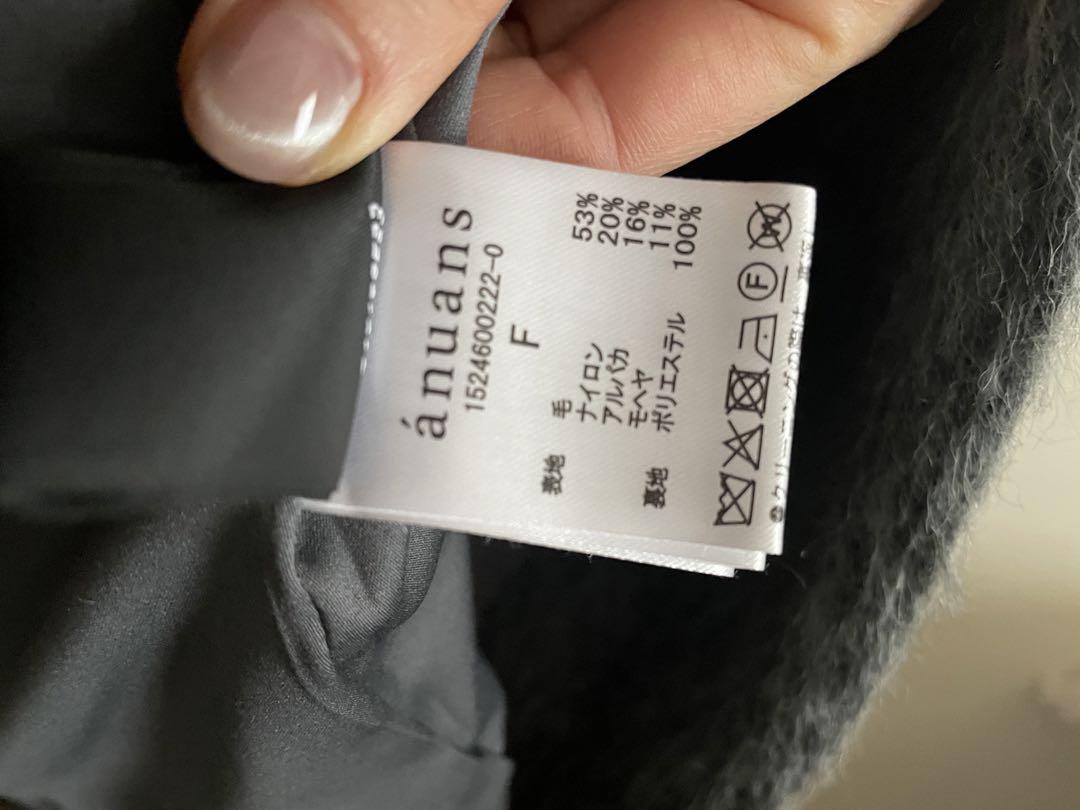 ánuans
1524600222-0
F
表地 毛 53%
ナイロン 20%
アルパカ 16%
モヘヤ 11%
裏地 ポリエステル 100%
W
F